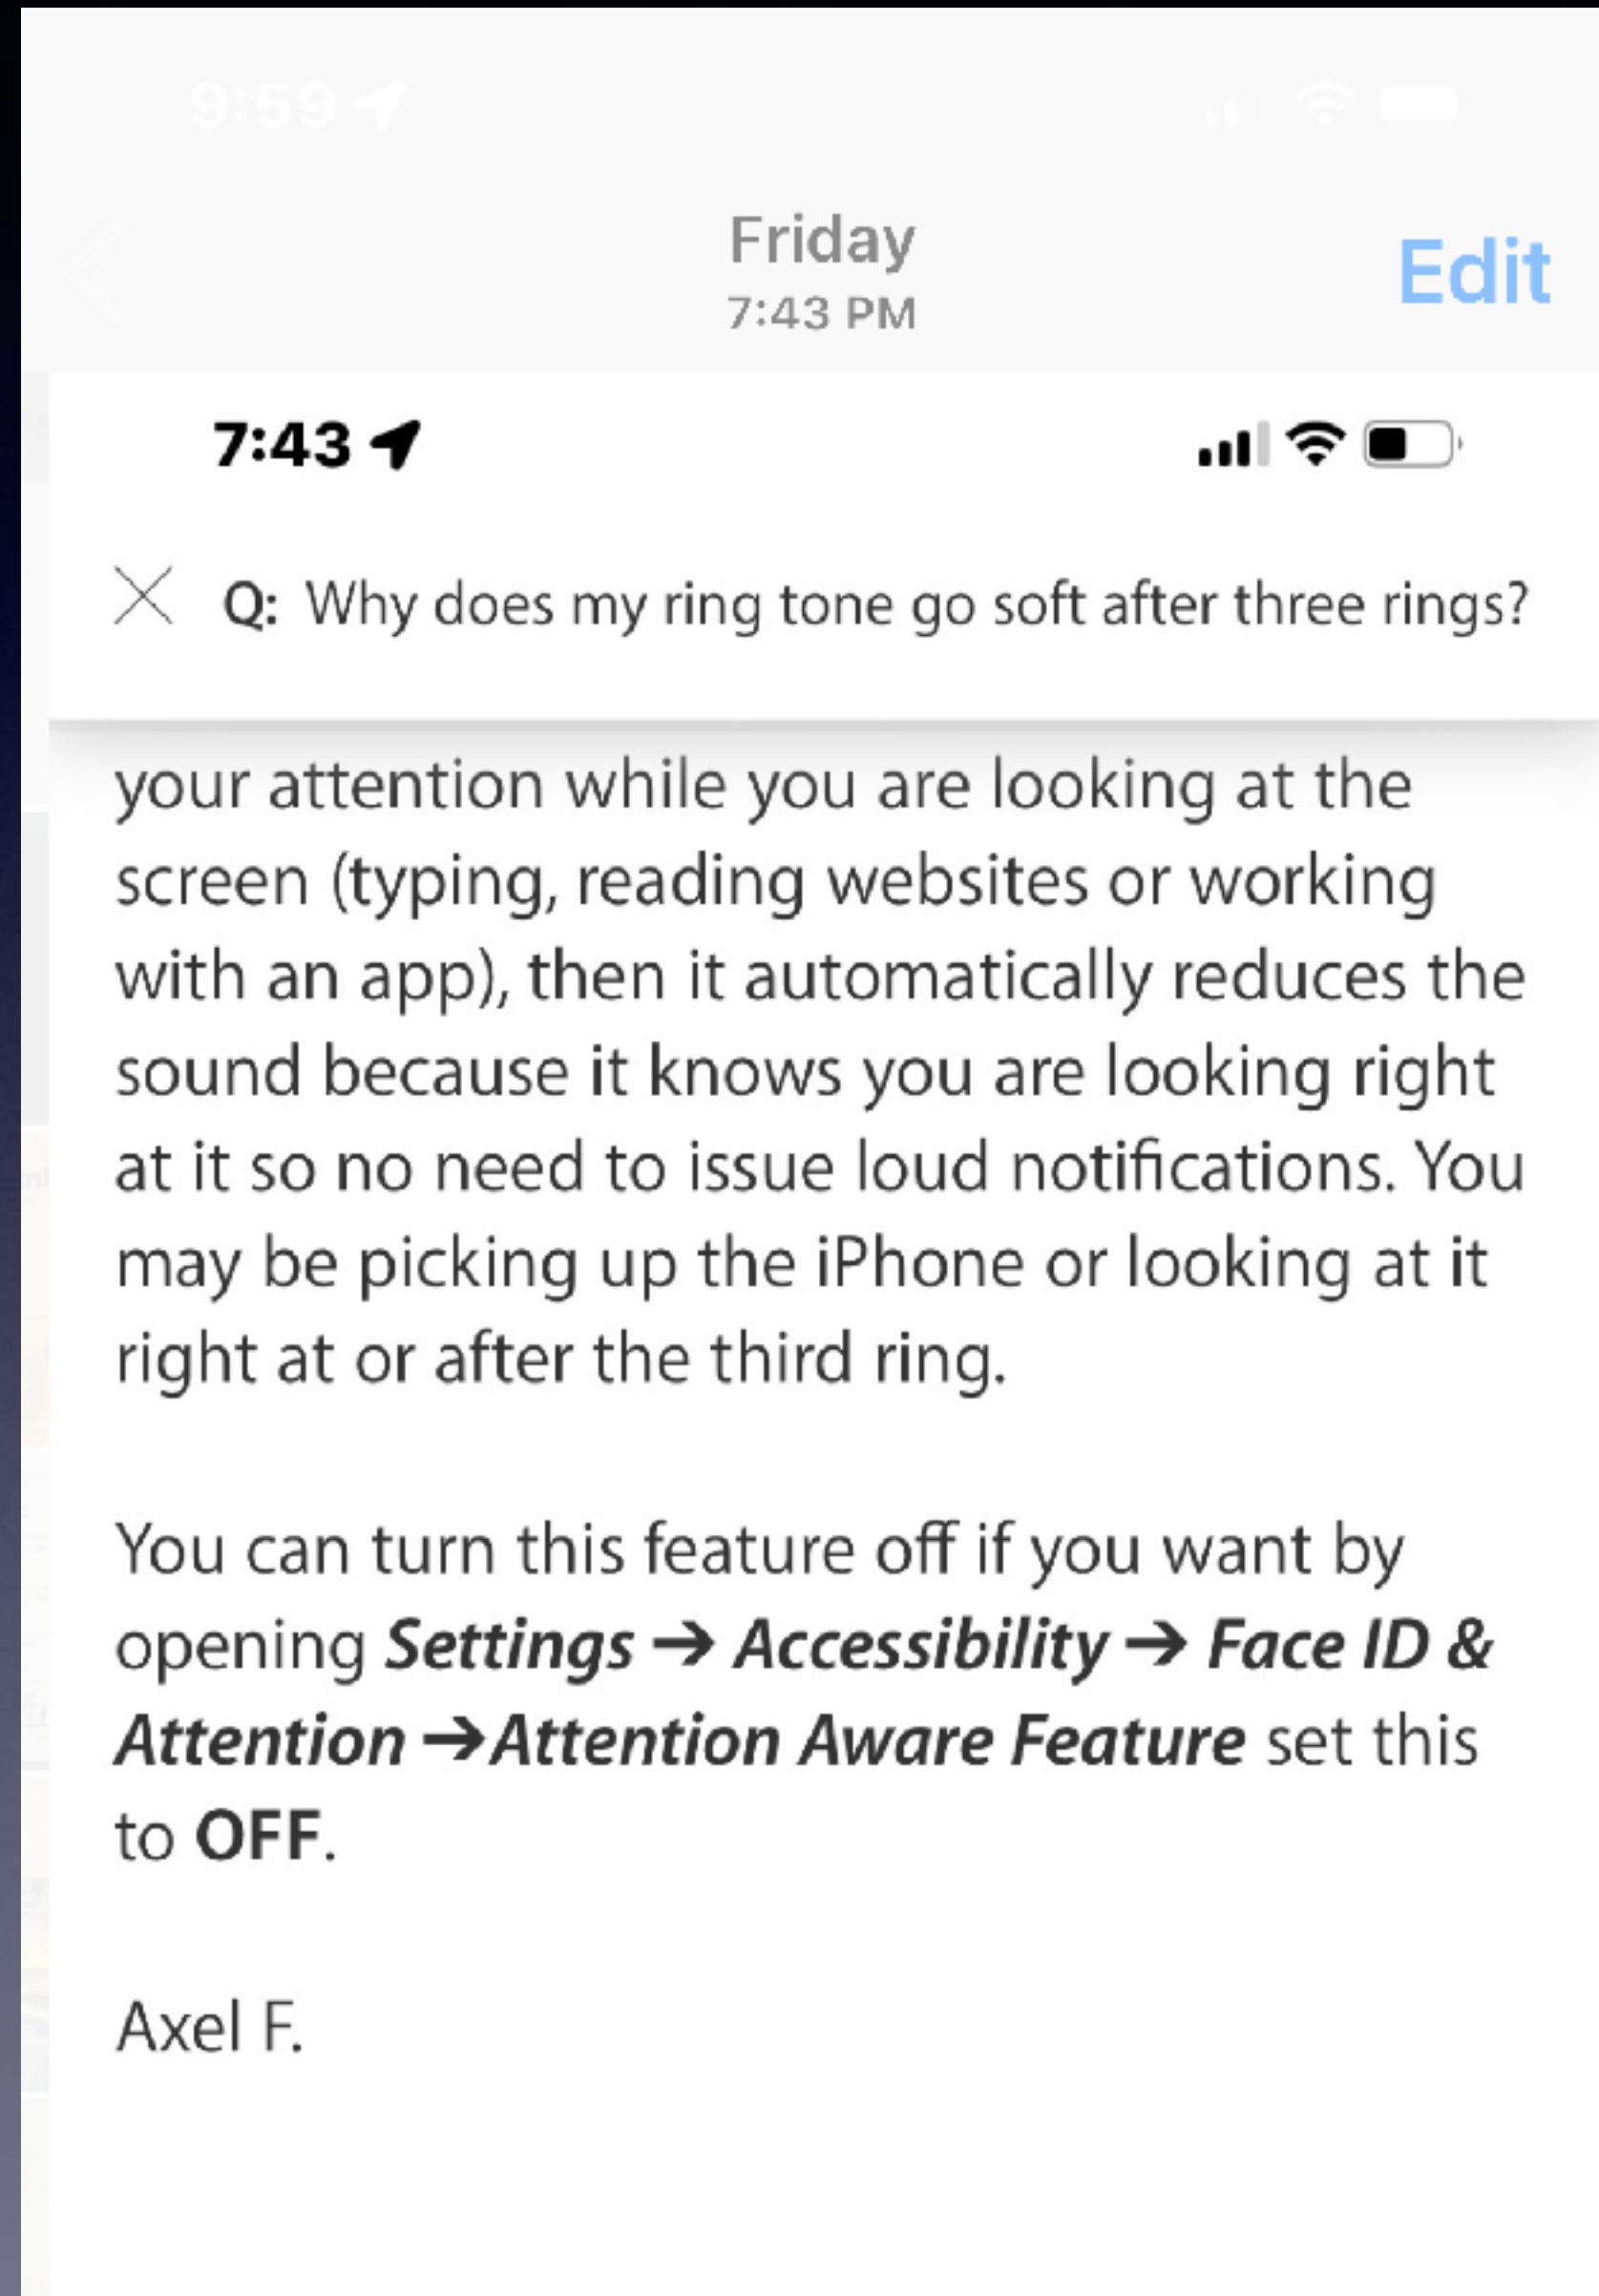 9:59
Friday
7:43 PM
Edit
7:43
Q: Why does my ring tone go soft after three rings?
your attention while you are looking at the
screen (typing, reading websites or working
with an app), then it automatically reduces the
sound because it knows you are looking right
at it so no need to issue loud notifications. You
may be picking up the iPhone or looking at it
right at or after the third ring.
You can turn this feature off if you want by
opening Settings → Accessibility → Face ID &
Attention →Attention Aware Feature set this
to OFF.
Axel F.